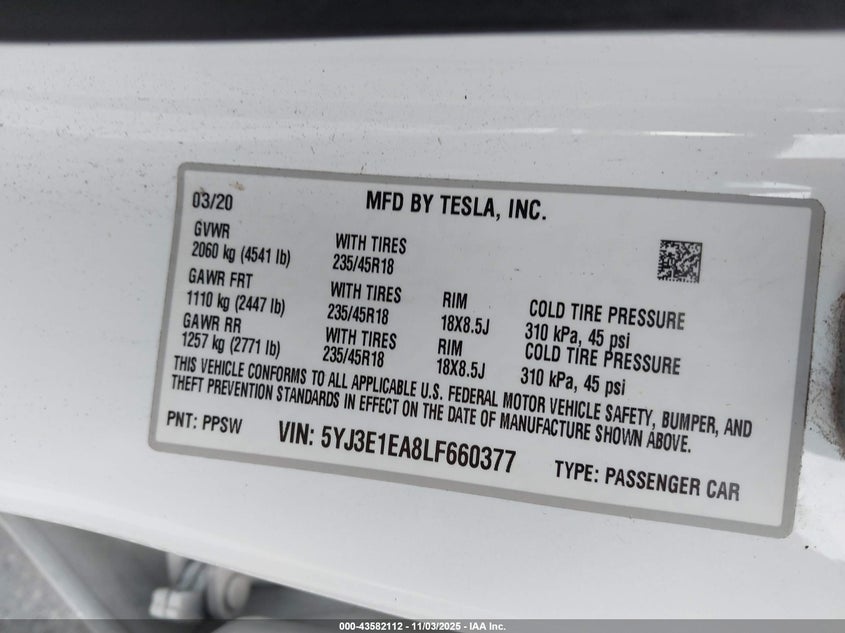 03/20 MFD BY TESLA, INC.
GVWR
2060 kg (4541 lb) WITH TIRES 235/45R18
GAWR FRT
1110 kg (2447 lb) WITH TIRES 235/45R18 RIM 18X8.5J COLD TIRE PRESSURE 310 kPa, 45 psi
GAWR RR
1257 kg (2771 lb) WITH TIRES 235/45R18 RIM 18X8.5J COLD TIRE PRESSURE 310 kPa, 45 psi
THIS VEHICLE CONFORMS TO ALL APPLICABLE U.S. FEDERAL MOTOR VEHICLE SAFETY, BUMPER, AND
THEFT PREVENTION STANDARDS IN EFFECT ON THE DATE OF MANUFACTURE SHOWN ABOVE.
PNT: PPSW VIN: 5YJ3E1EA8LF660377 TYPE: PASSENGER CAR
000-43582112 - 11/03/2025 - IAA Inc.